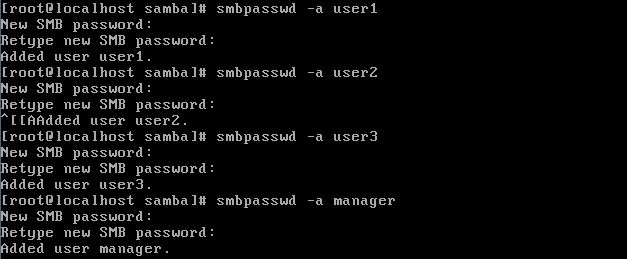 [root@localhost samba]# smbpasswd -a user1
New SMB password:
Retype new SMB password:
Added user user1.
[root@localhost samba]# smbpasswd -a user2
New SMB password:
Retype new SMB password:
^[[AAdded user user2.
[root@localhost samba]# smbpasswd -a user3
New SMB password:
Retype new SMB password:
Added user user3.
[root@localhost samba]# smbpasswd -a manager
New SMB password:
Retype new SMB password:
Added user manager.